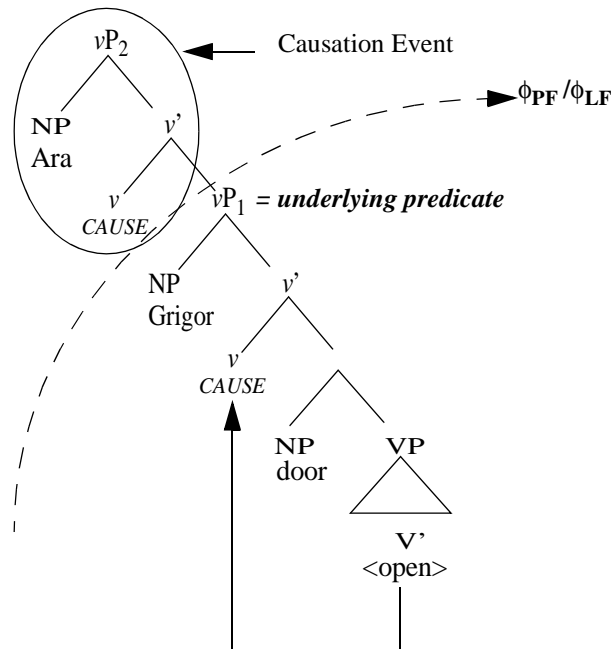 vP₂ Causation Event
ϕPF /ϕLF
NP v'
Ara
v vP₁ = underlying predicate
CAUSE
NP v'
Grigor
v
CAUSE
NP VP
door
V'
<open>